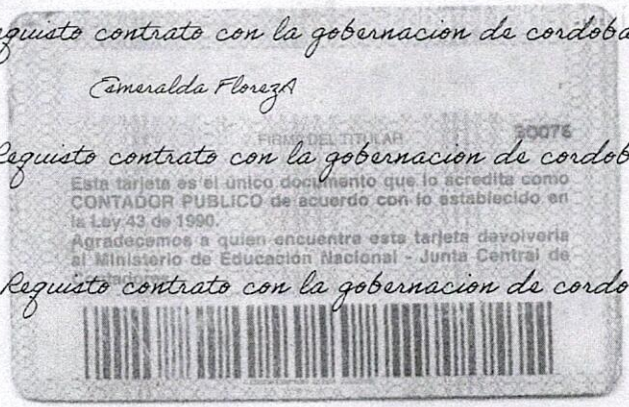 equisto contrato con la gobernacion de cordoba
Esmeralda FlorezA
FIRMA DEL TITULAR
30076
Requisto contrato con la gobernacion de cordob
Esta tarjeta es el único documento que lo acredita como
CONTADOR PUBLICO de acuerdo con lo establecido en
la Ley 43 de 1990.
Agradecemos a quien encuentre esta tarjeta devolverla
al Ministerio de Educación Nacional - Junta Central de
Contadores.
Requisto contrato con la gobernacion de cordo